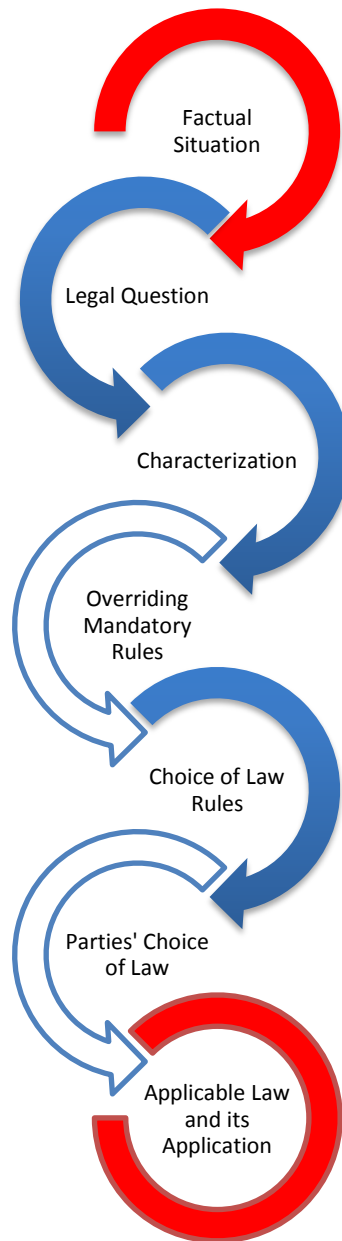 Factual
Situation
Legal Question
Characterization
Overriding
Mandatory
Rules
Choice of Law
Rules
Parties' Choice
of Law
Applicable Law
and its
Application